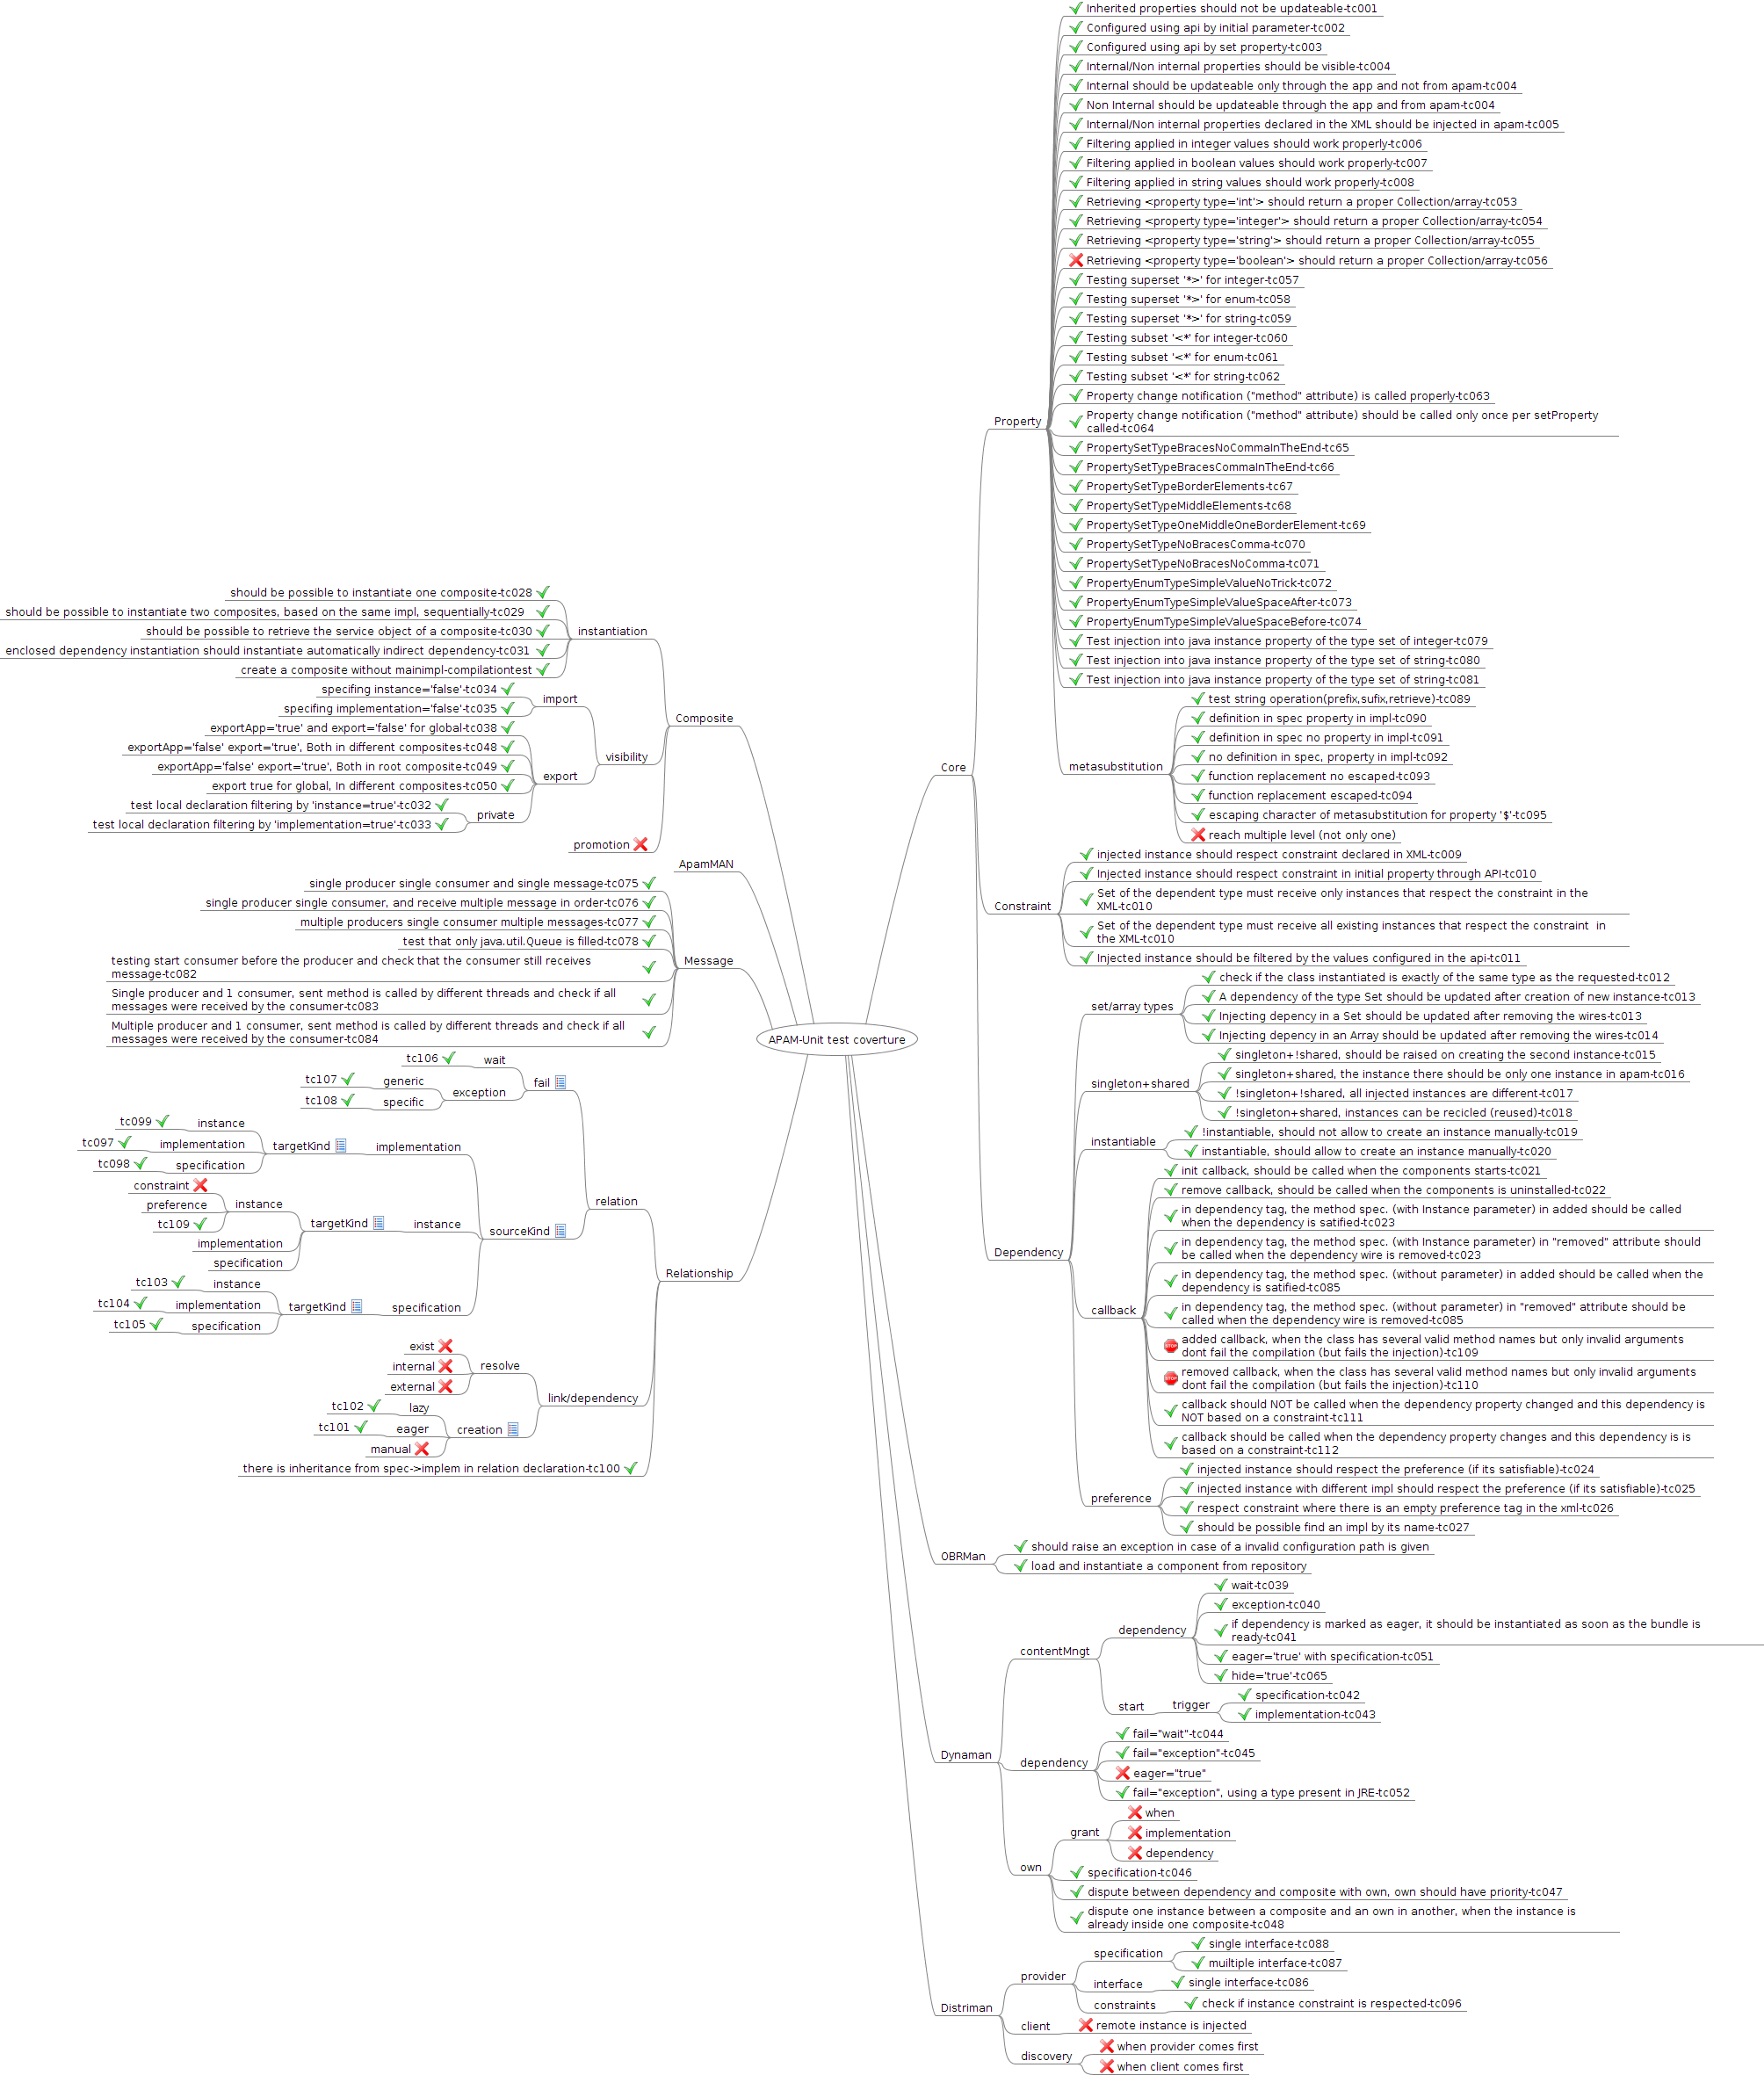 APAM-Unit test coverture
Core
Property
Inherited properties should not be updateable-tc001
Configured using api by initial parameter-tc002
Configured using api by set property-tc003
Internal/Non internal properties should be visible-tc004
Internal should be updateable only through the app and not from apam-tc004
Non Internal should be updateable through the app and from apam-tc004
Internal/Non internal properties declared in the XML should be injected in apam-tc005
Filtering applied in integer values should work properly-tc006
Filtering applied in boolean values should work properly-tc007
Filtering applied in string values should work properly-tc008
Retrieving <property type='int'> should return a proper Collection/array-tc053
Retrieving <property type='integer'> should return a proper Collection/array-tc054
Retrieving <property type='string'> should return a proper Collection/array-tc055
Retrieving <property type='boolean'> should return a proper Collection/array-tc056
Testing superset '*>' for integer-tc057
Testing superset '*>' for enum-tc058
Testing superset '*>' for string-tc059
Testing subset '<*' for integer-tc060
Testing subset '<*' for enum-tc061
Testing subset '<*' for string-tc062
Property change notification ("method" attribute) is called properly-tc063
Property change notification ("method" attribute) should be called only once per setProperty
called-tc064
PropertySetTypeBracesNoCommaInTheEnd-tc65
PropertySetTypeBracesCommaInTheEnd-tc66
PropertySetTypeBorderElements-tc67
PropertySetTypeMiddleElements-tc68
PropertySetTypeOneMiddleOneBorderElement-tc69
PropertySetTypeNoBracesComma-tc070
PropertySetTypeNoBracesNoComma-tc071
PropertyEnumTypeSimpleValueNoTrick-tc072
PropertyEnumTypeSimpleValueSpaceAfter-tc073
PropertyEnumTypeSimpleValueSpaceBefore-tc074
Test injection into java instance property of the type set of integer-tc079
Test injection into java instance property of the type set of string-tc080
Test injection into java instance property of the type set of string-tc081
metasubstitution
test string operation(prefix,sufix,retrieve)-tc089
definition in spec property in impl-tc090
definition in spec no property in impl-tc091
no definition in spec, property in impl-tc092
function replacement no escaped-tc093
function replacement escaped-tc094
escaping character of metasubstitution for property '$'-tc095
reach multiple level (not only one)
Constraint
injected instance should respect constraint declared in XML-tc009
Injected instance should respect constraint in initial property through API-tc010
Set of the dependent type must receive only instances that respect the constraint in the
XML-tc010
Set of the dependent type must receive all existing instances that respect the constraint  in
the XML-tc010
Injected instance should be filtered by the values configured in the api-tc011
Dependency
set/array types
check if the class instantiated is exactly of the same type as the requested-tc012
A dependency of the type Set should be updated after creation of new instance-tc013
Injecting depency in a Set should be updated after removing the wires-tc013
Injecting depency in an Array should be updated after removing the wires-tc014
singleton+shared
singleton+!shared, should be raised on creating the second instance-tc015
singleton+shared, the instance there should be only one instance in apam-tc016
!singleton+!shared, all injected instances are different-tc017
!singleton+shared, instances can be recicled (reused)-tc018
instantiable
!instantiable, should not allow to create an instance manually-tc019
instantiable, should allow to create an instance manually-tc020
callback
init callback, should be called when the components starts-tc021
remove callback, should be called when the components is uninstalled-tc022
in dependency tag, the method spec. (with Instance parameter) in added should be called
when the dependency is satified-tc023
in dependency tag, the method spec. (with Instance parameter) in "removed" attribute should
be called when the dependency wire is removed-tc023
in dependency tag, the method spec. (without parameter) in added should be called when the
dependency is satified-tc085
in dependency tag, the method spec. (without parameter) in "removed" attribute should be
called when the dependency wire is removed-tc085
added callback, when the class has several valid method names but only invalid arguments
dont fail the compilation (but fails the injection)-tc109
removed callback, when the class has several valid method names but only invalid arguments
dont fail the compilation (but fails the injection)-tc110
callback should NOT be called when the dependency property changed and this dependency is
NOT based on a constraint-tc111
callback should be called when the dependency property changes and this dependency is is
based on a constraint-tc112
preference
injected instance should respect the preference (if its satisfiable)-tc024
injected instance with different impl should respect the preference (if its satisfiable)-tc025
respect constraint where there is an empty preference tag in the xml-tc026
should be possible find an impl by its name-tc027
OBRMan
should raise an exception in case of a invalid configuration path is given
load and instantiate a component from repository
Dynaman
contentMngt
dependency
wait-tc039
exception-tc040
if dependency is marked as eager, it should be instantiated as soon as the bundle is
ready-tc041
eager='true' with specification-tc051
hide='true'-tc065
start
trigger
specification-tc042
implementation-tc043
dependency
fail="wait"-tc044
fail="exception"-tc045
eager="true"
fail="exception", using a type present in JRE-tc052
own
grant
when
implementation
dependency
specification-tc046
dispute between dependency and composite with own, own should have priority-tc047
dispute one instance between a composite and an own in another, when the instance is
already inside one composite-tc048
Distriman
provider
specification
single interface-tc088
muiltiple interface-tc087
interface
single interface-tc086
constraints
check if instance constraint is respected-tc096
client
remote instance is injected
discovery
when provider comes first
when client comes first
Composite
instantiation
should be possible to instantiate one composite-tc028
should be possible to instantiate two composites, based on the same impl, sequentially-tc029
should be possible to retrieve the service object of a composite-tc030
enclosed dependency instantiation should instantiate automatically indirect dependency-tc031
create a composite without mainimpl-compilationtest
visibility
import
specifing instance='false'-tc034
specifing implementation='false'-tc035
export
exportApp='true' and export='false' for global-tc038
exportApp='false' export='true', Both in different composites-tc048
exportApp='false' export='true', Both in root composite-tc049
export true for global, In different composites-tc050
private
test local declaration filtering by 'instance=true'-tc032
test local declaration filtering by 'implementation=true'-tc033
promotion
ApamMAN
Message
single producer single consumer and single message-tc075
single producer single consumer, and receive multiple message in order-tc076
multiple producers single consumer multiple messages-tc077
test that only java.util.Queue is filled-tc078
testing start consumer before the producer and check that the consumer still receives
message-tc082
Single producer and 1 consumer, sent method is called by different threads and check if all
messages were received by the consumer-tc083
Multiple producer and 1 consumer, sent method is called by different threads and check if all
messages were received by the consumer-tc084
Relationship
relation
fail
wait
tc106
exception
generic
tc107
specific
tc108
sourceKind
implementation
targetKind
instance
tc099
implementation
tc097
specification
tc098
instance
targetKind
instance
constraint
preference
tc109
implementation
specification
specification
targetKind
instance
tc103
implementation
tc104
specification
tc105
link/dependency
resolve
exist
internal
external
creation
lazy
tc102
eager
tc101
manual
there is inheritance from spec->implem in relation declaration-tc100